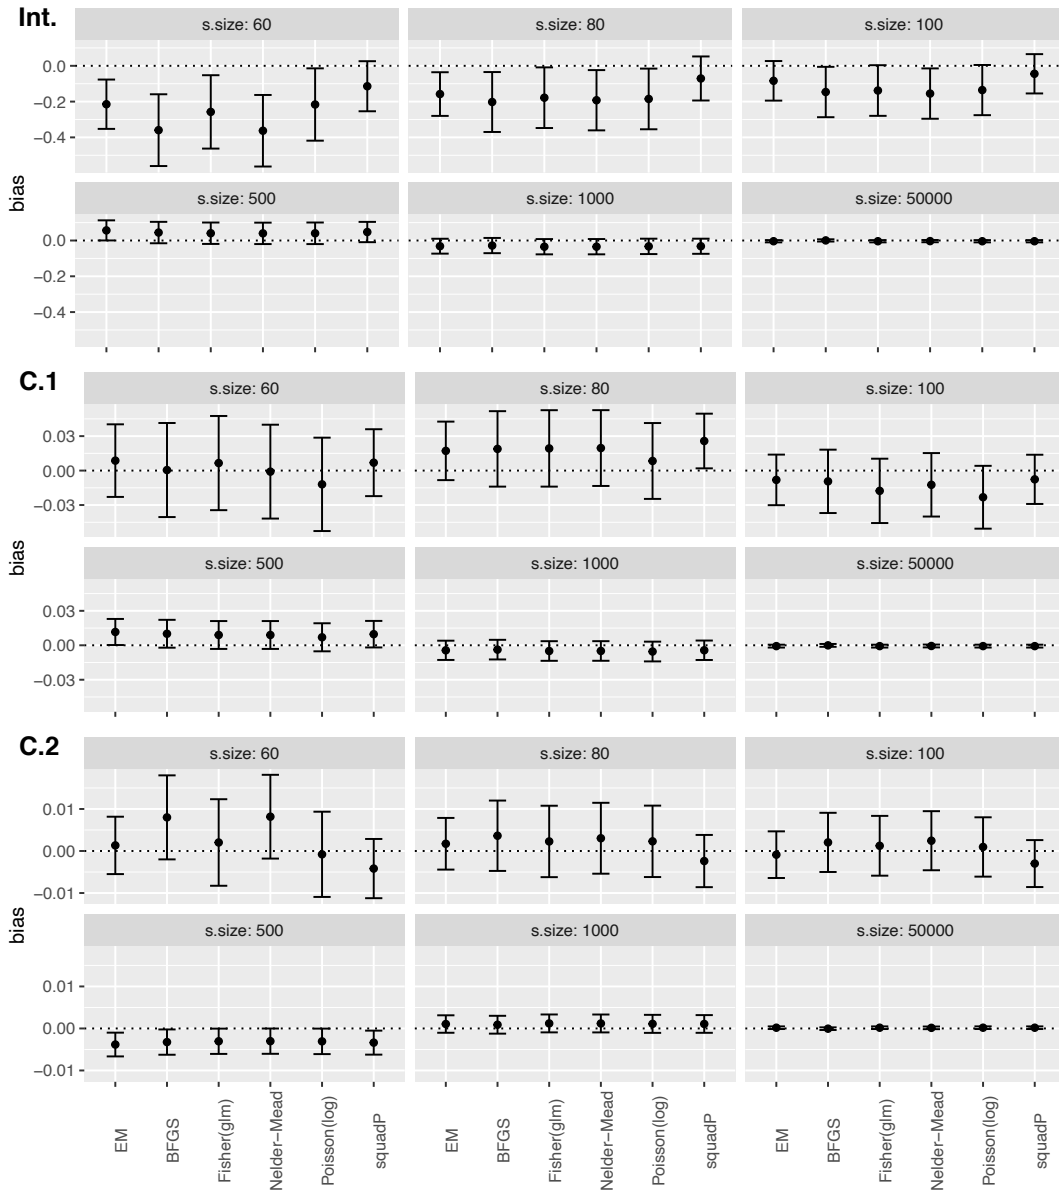 Int.
s.size: 60
s.size: 80
s.size: 100
0.0
−0.2
−0.4
bias
s.size: 500
s.size: 1000
s.size: 50000
0.0
−0.2
−0.4
C.1
s.size: 60
s.size: 80
s.size: 100
0.03
0.00
−0.03
bias
s.size: 500
s.size: 1000
s.size: 50000
0.03
0.00
−0.03
C.2
s.size: 60
s.size: 80
s.size: 100
0.01
0.00
−0.01
bias
s.size: 500
s.size: 1000
s.size: 50000
0.01
0.00
−0.01
EM
BFGS
Fisher(glm)
Nelder−Mead
Poisson(log)
squadP
EM
BFGS
Fisher(glm)
Nelder−Mead
Poisson(log)
squadP
EM
BFGS
Fisher(glm)
Nelder−Mead
Poisson(log)
squadP